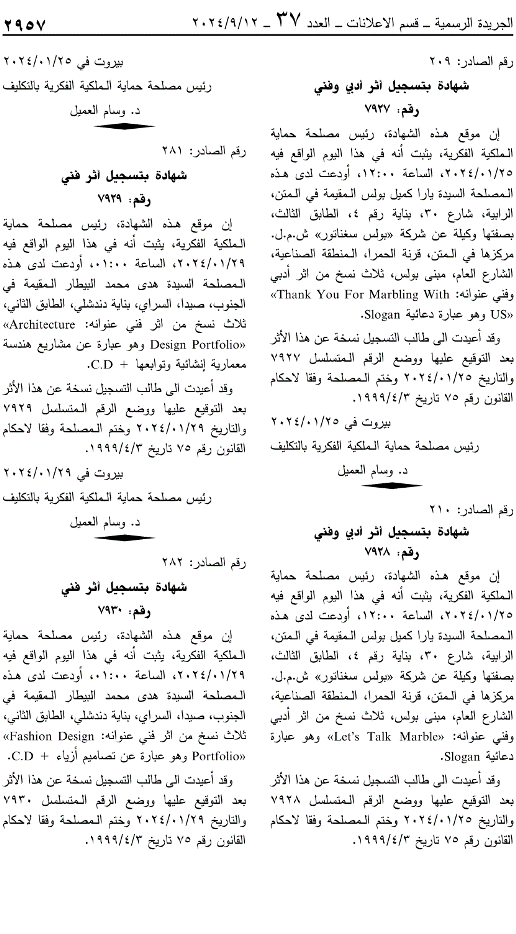 الجريدة الرسمية ــ قسم الاعلانات ــ العدد ٣٧ ــ ٢٠٢٤/٩/١٢
٢٩٥٧
رقم الصادر: ٢٠٩
شهادة بتسجيل أثر أدبي وفني
رقم: ٧٩٢٧
إن موقع هذه الشهادة، رئيس مصلحة حماية
الملكية الفكرية، يثبت أنه في هذا اليوم الواقع فيه
٢٠٢٤/٠١/٢٥، الساعة ١٢:٠٠، أودعت لدى هذه
المصلحة السيدة يارا كميل بولس المقيمة في المتن،
الرابية، شارع ٣٠، بناية رقم ٤، الطابق الثالث،
بصفتها وكيلة عن شركة «بولس سغناتور» ش.م.ل.
مركزها في المتن، قرنة الحمرا، المنطقة الصناعية،
الشارع العام، مبنى بولس، ثلاث نسخ من اثر أدبي
وفني عنوانه: «Thank You For Marbling With
US» وهو عبارة دعائية Slogan.
وقد أعيدت الى طالب التسجيل نسخة عن هذا الأثر
بعد التوقيع عليها ووضع الرقم المتسلسل ٧٩٢٧
والتاريخ ٢٠٢٤/٠١/٢٥ وختم المصلحة وفقا لاحكام
القانون رقم ٧٥ تاريخ ١٩٩٩/٤/٣.
بيروت في ٢٠٢٤/٠١/٢٥
رئيس مصلحة حماية الملكية الفكرية بالتكليف
د. وسام العميل
رقم الصادر: ٢١٠
شهادة بتسجيل أثر أدبي وفني
رقم: ٧٩٢٨
إن موقع هذه الشهادة، رئيس مصلحة حماية
الملكية الفكرية، يثبت أنه في هذا اليوم الواقع فيه
٢٠٢٤/٠١/٢٥، الساعة ١٢:٠٠، أودعت لدى هذه
المصلحة السيدة يارا كميل بولس المقيمة في المتن،
الرابية، شارع ٣٠، بناية رقم ٤، الطابق الثالث،
بصفتها وكيلة عن شركة «بولس سغناتور» ش.م.ل.
مركزها في المتن، قرنة الحمرا، المنطقة الصناعية،
الشارع العام، مبنى بولس، ثلاث نسخ من اثر أدبي
وفني عنوانه: «Let's Talk Marble» وهو عبارة
دعائية Slogan.
وقد أعيدت الى طالب التسجيل نسخة عن هذا الأثر
بعد التوقيع عليها ووضع الرقم المتسلسل ٧٩٢٨
والتاريخ ٢٠٢٤/٠١/٢٥ وختم المصلحة وفقا لاحكام
القانون رقم ٧٥ تاريخ ١٩٩٩/٤/٣.
بيروت في ٢٠٢٤/٠١/٢٥
رئيس مصلحة حماية الملكية الفكرية بالتكليف
د. وسام العميل
رقم الصادر: ٢٨١
شهادة بتسجيل أثر فني
رقم: ٧٩٢٩
إن موقع هذه الشهادة، رئيس مصلحة حماية
الملكية الفكرية، يثبت أنه في هذا اليوم الواقع فيه
٢٠٢٤/٠١/٢٩، الساعة ٠١:٠٠، أودعت لدى هذه
المصلحة السيدة هدى محمد البيطار المقيمة في
الجنوب، صيدا، السراي، بناية دندشلي، الطابق الثاني،
ثلاث نسخ من اثر فني عنوانه: «Architecture
Design Portfolio» وهو عبارة عن مشاريع هندسة
معمارية إنشائية وتوابعها + C.D.
وقد أعيدت الى طالب التسجيل نسخة عن هذا الأثر
بعد التوقيع عليها ووضع الرقم المتسلسل ٧٩٢٩
والتاريخ ٢٠٢٤/٠١/٢٩ وختم المصلحة وفقا لاحكام
القانون رقم ٧٥ تاريخ ١٩٩٩/٤/٣.
بيروت في ٢٠٢٤/٠١/٢٩
رئيس مصلحة حماية الملكية الفكرية بالتكليف
د. وسام العميل
رقم الصادر: ٢٨٢
شهادة بتسجيل أثر فني
رقم: ٧٩٣٠
إن موقع هذه الشهادة، رئيس مصلحة حماية
الملكية الفكرية، يثبت أنه في هذا اليوم الواقع فيه
٢٠٢٤/٠١/٢٩، الساعة ٠١:٠٠، أودعت لدى هذه
المصلحة السيدة هدى محمد البيطار المقيمة في
الجنوب، صيدا، السراي، بناية دندشلي، الطابق الثاني،
ثلاث نسخ من اثر فني عنوانه: «Fashion Design
Portfolio» وهو عبارة عن تصاميم أزياء + C.D.
وقد أعيدت الى طالب التسجيل نسخة عن هذا الأثر
بعد التوقيع عليها ووضع الرقم المتسلسل ٧٩٣٠
والتاريخ ٢٠٢٤/٠١/٢٩ وختم المصلحة وفقا لاحكام
القانون رقم ٧٥ تاريخ ١٩٩٩/٤/٣.